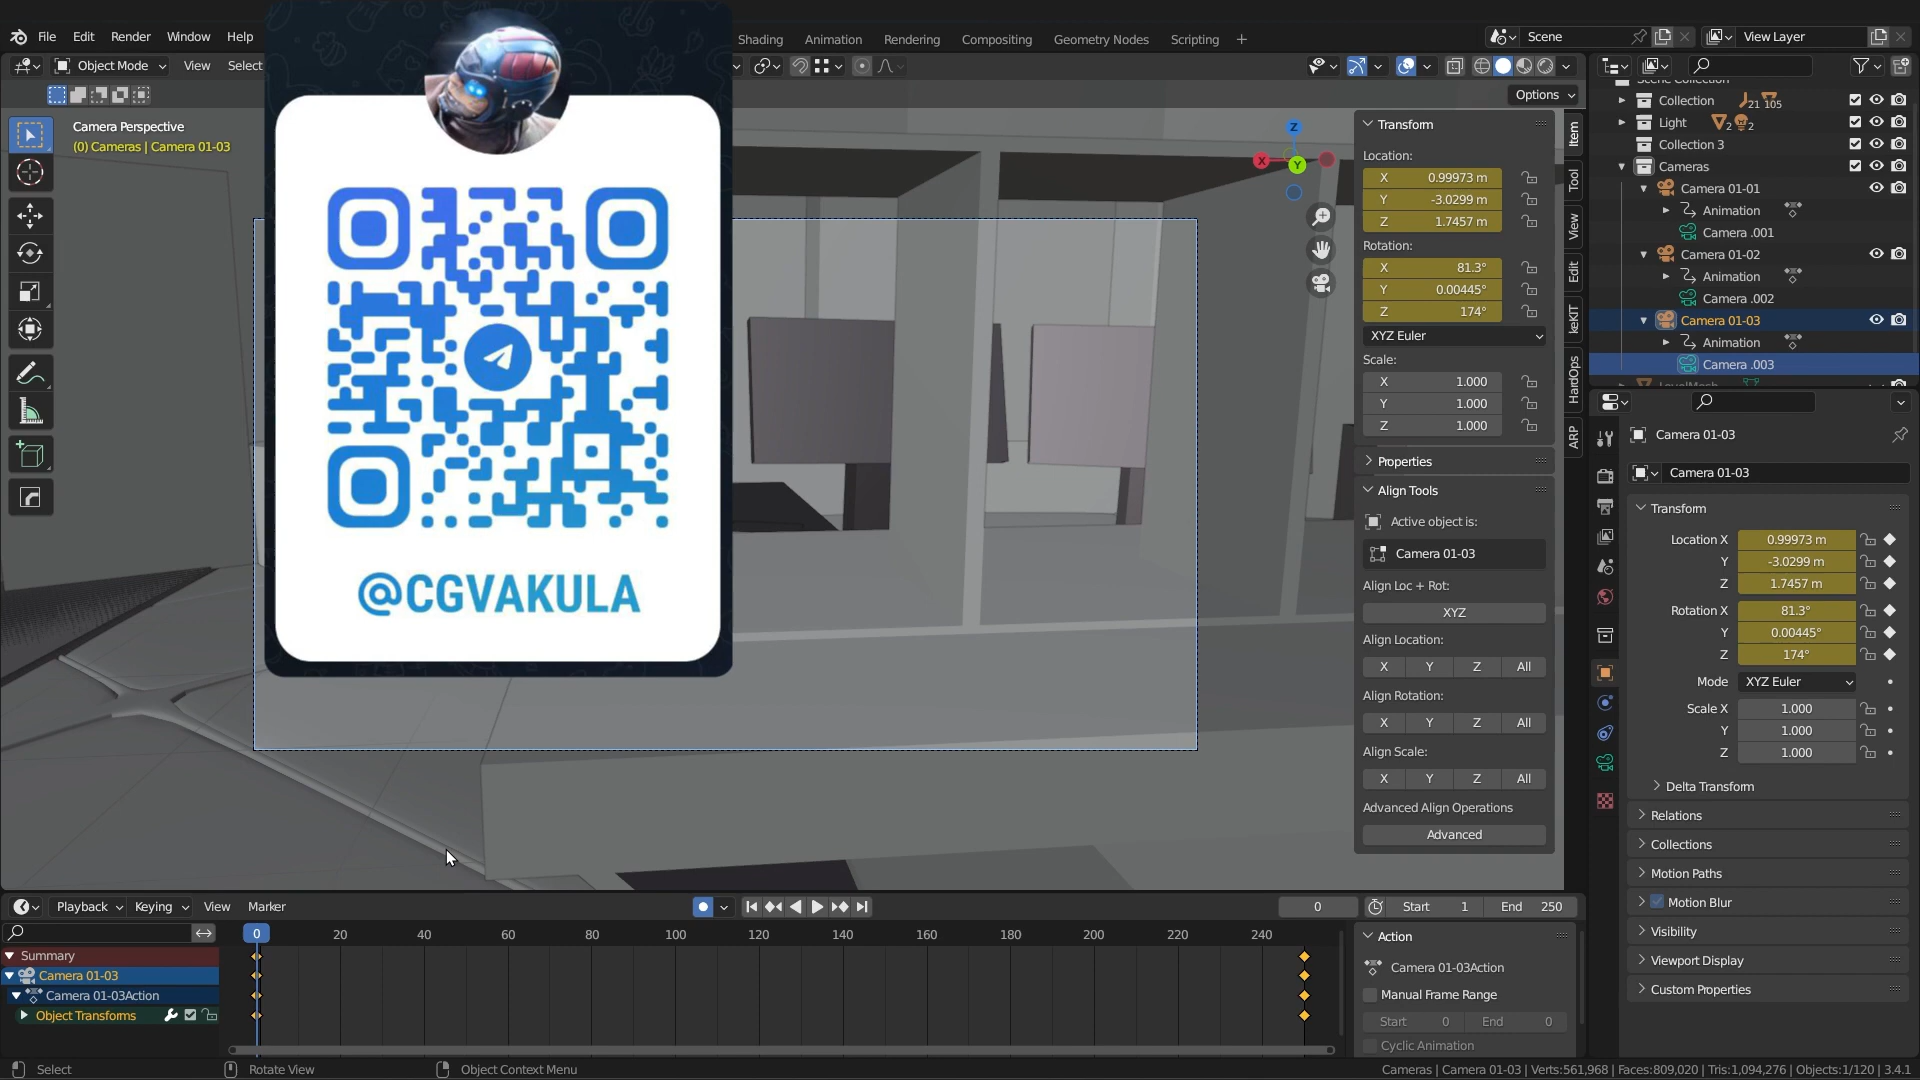 File Edit Render Window Help Shading Animation Rendering Compositing Geometry Nodes Scripting +
Scene View Layer
Object Mode View Select
Options
Camera Perspective
(0) Cameras | Camera 01-03
@CGVAKULA
Z
X
Y
Transform
Location:
X 0.99973 m
Y -3.0299 m
Z 1.7457 m
Rotation:
X 81.3°
Y 0.00445°
Z 174°
XYZ Euler
Scale:
X 1.000
Y 1.000
Z 1.000
Properties
Align Tools
Active object is:
Camera 01-03
Align Loc + Rot:
XYZ
Align Location:
X Y Z All
Align Rotation:
X Y Z All
Align Scale:
X Y Z All
Advanced Align Operations
Advanced
Item
Tool
View
Edit
keKIT
HardOps
ARP
Scene Collection
Collection 21 105
Light 2 2
Collection 3
Cameras
Camera 01-01
Animation
Camera .001
Camera 01-02
Animation
Camera .002
Camera 01-03
Animation
Camera .003
LevelMesh
Camera 01-03
Camera 01-03
Transform
Location X 0.99973 m
Y -3.0299 m
Z 1.7457 m
Rotation X 81.3°
Y 0.00445°
Z 174°
Mode XYZ Euler
Scale X 1.000
Y 1.000
Z 1.000
Delta Transform
Relations
Collections
Motion Paths
Motion Blur
Visibility
Viewport Display
Custom Properties
Playback Keying View Marker
0 Start 1 End 250
0 20 40 60 80 100 120 140 160 180 200 220 240
Summary
Camera 01-03
Camera 01-03Action
Object Transforms
Action
Camera 01-03Action
Manual Frame Range
Start 0 End 0
Cyclic Animation
Select Rotate View Object Context Menu
Cameras | Camera 01-03 | Verts:561,968 | Faces:809,020 | Tris:1,094,276 | Objects:1/120 | 3.4.1